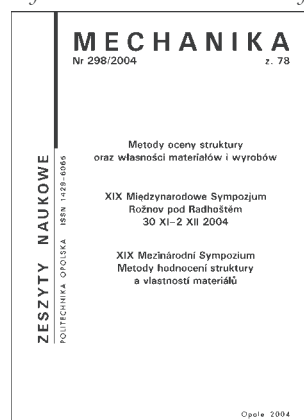 MECHANIKA
Nr 298/2004 z. 78
Metody oceny struktury
oraz własności materiałów i wyrobów
XIX Międzynarodowe Sympozjum
Rožnov pod Radhoštěm
30 XI–2 XII 2004
XIX Mezinárodní Sympozium
Metody hodnocení struktury
a vlastností materiálů
ZESZYTY NAUKOWE
POLITECHNIKA OPOLSKA ISSN 1429-6065
Opole 2004